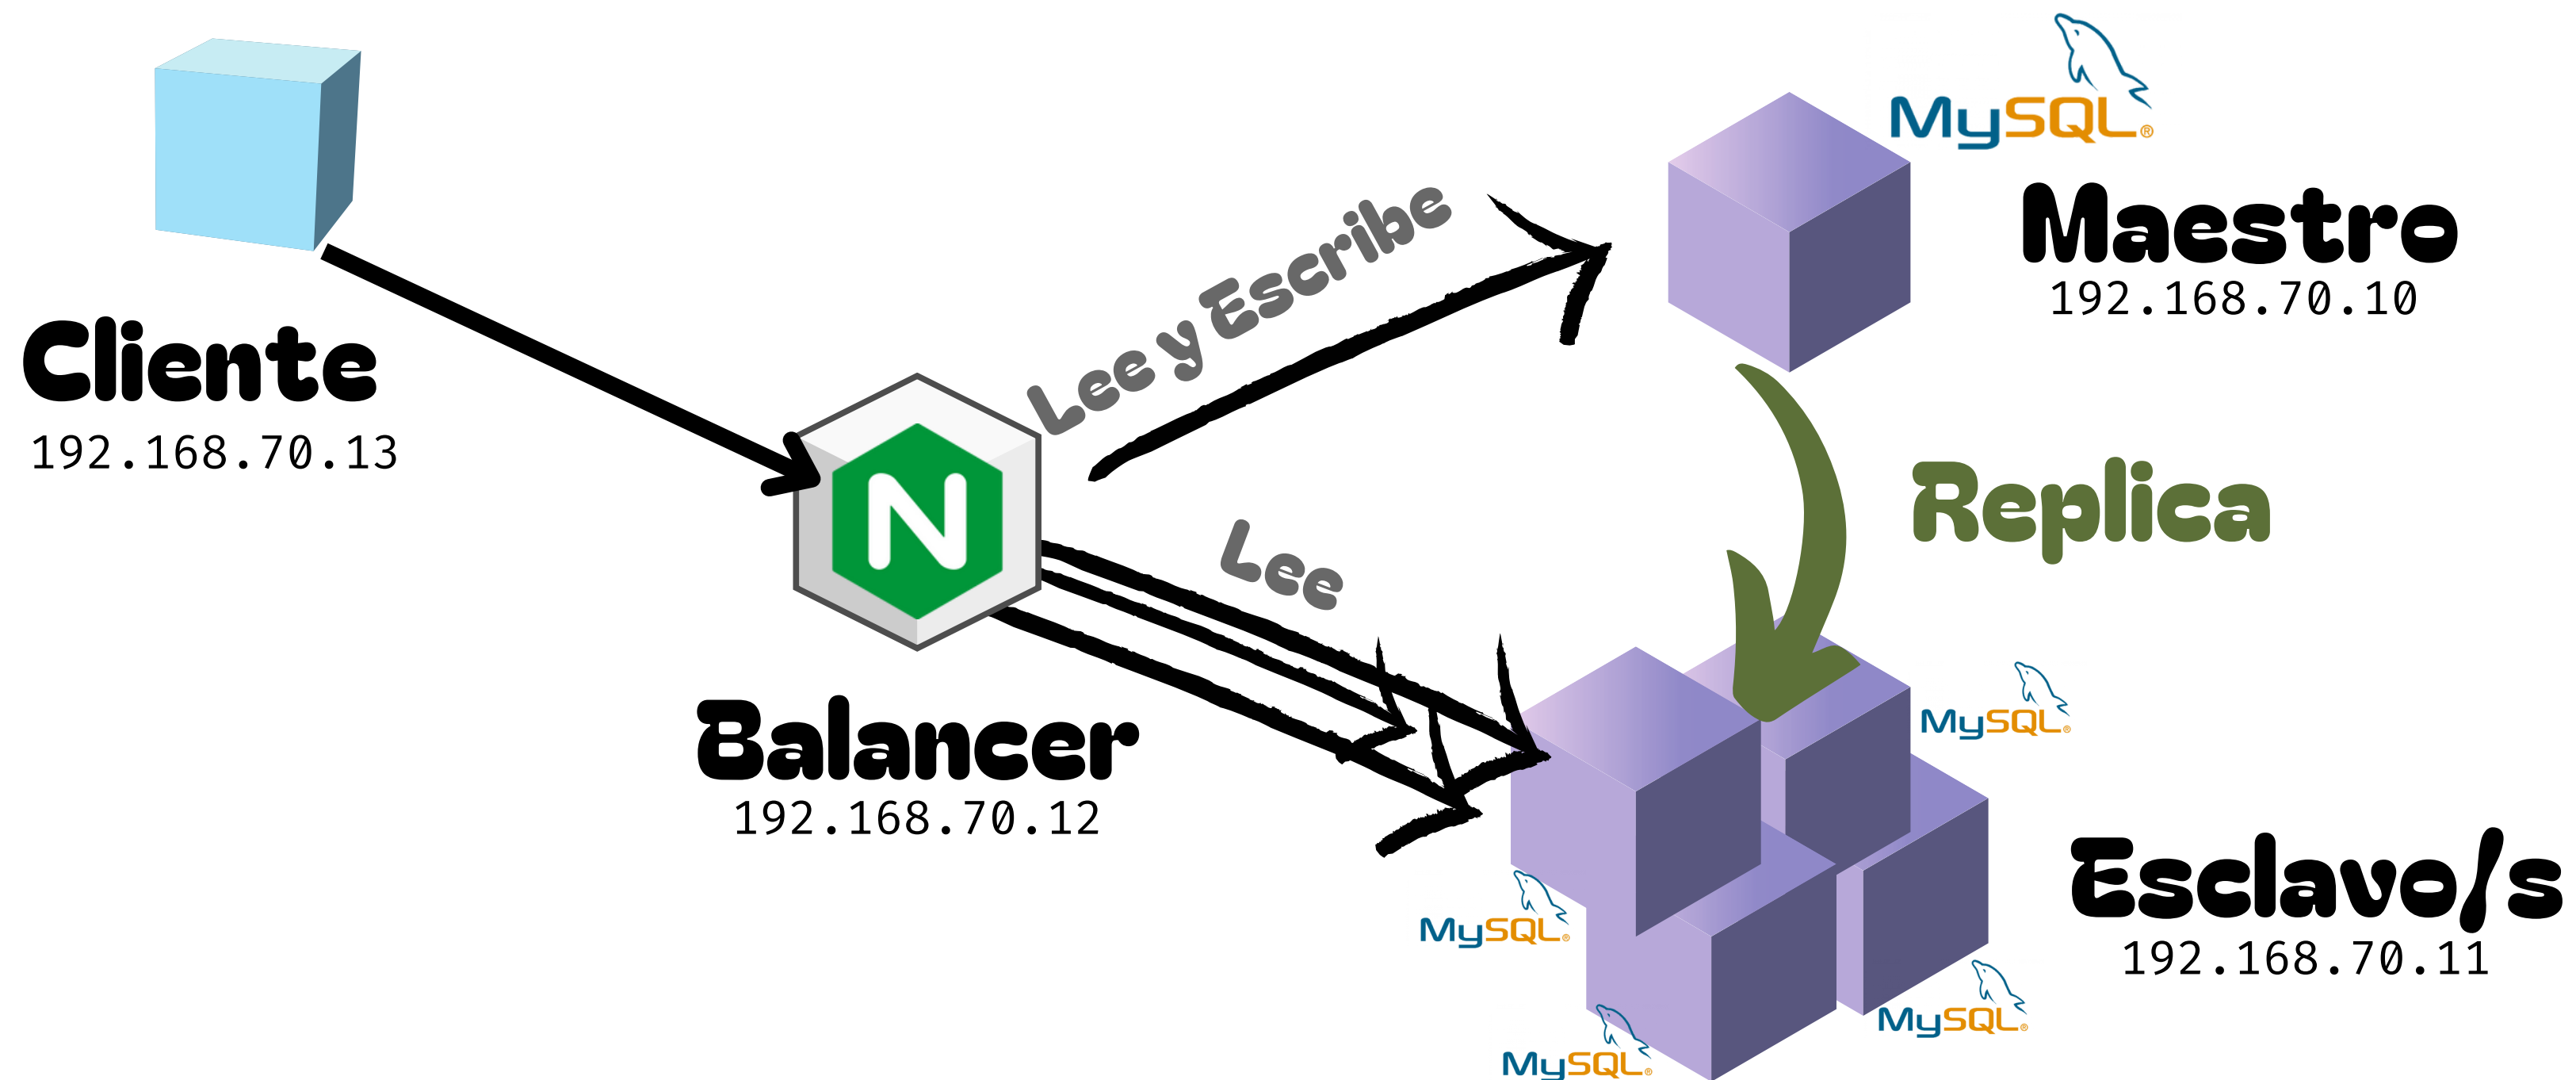 MySQL®
Maestro
192.168.70.10
Cliente
192.168.70.13
Lee y Escribe
N
Replica
Lee
Balancer
192.168.70.12
MySQL®
Esclavo/s
192.168.70.11
MySQL®
MySQL®
MySQL®